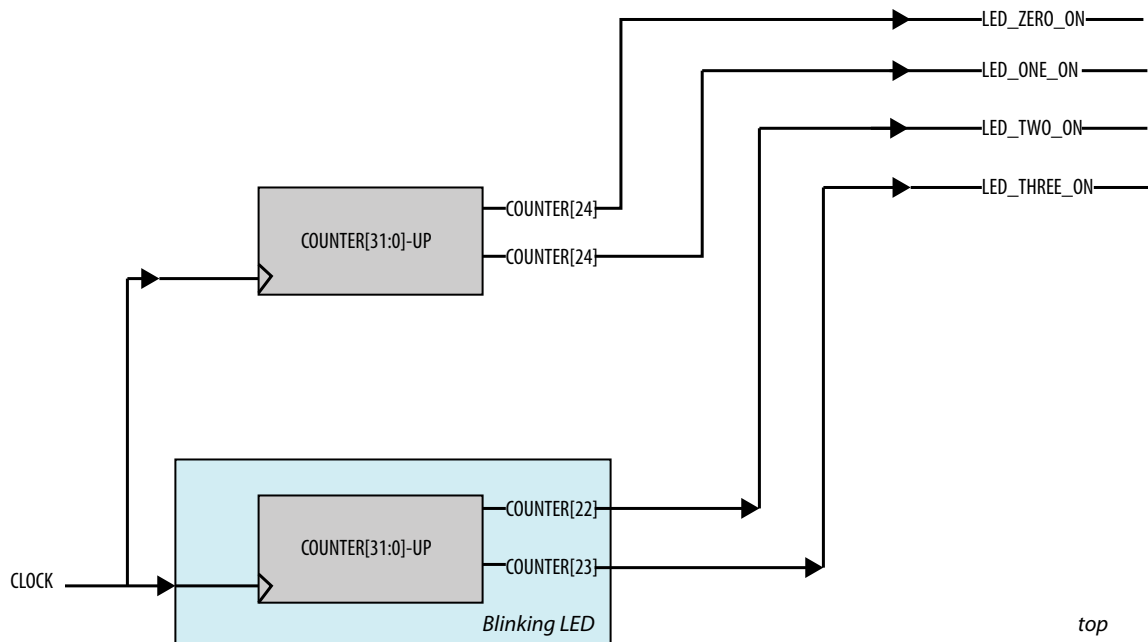 LED_ZERO_ON
LED_ONE_ON
LED_TWO_ON
LED_THREE_ON
COUNTER[31:0]-UP
COUNTER[24]
COUNTER[24]
COUNTER[31:0]-UP
COUNTER[22]
COUNTER[23]
CLOCK
Blinking LED
top